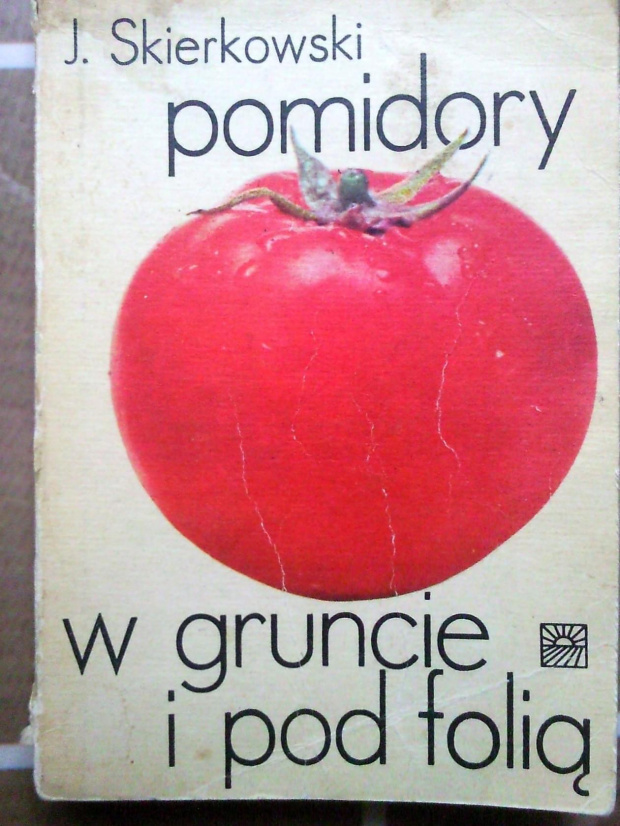 J. Skierkowski
pomidory
w gruncie
i pod folią